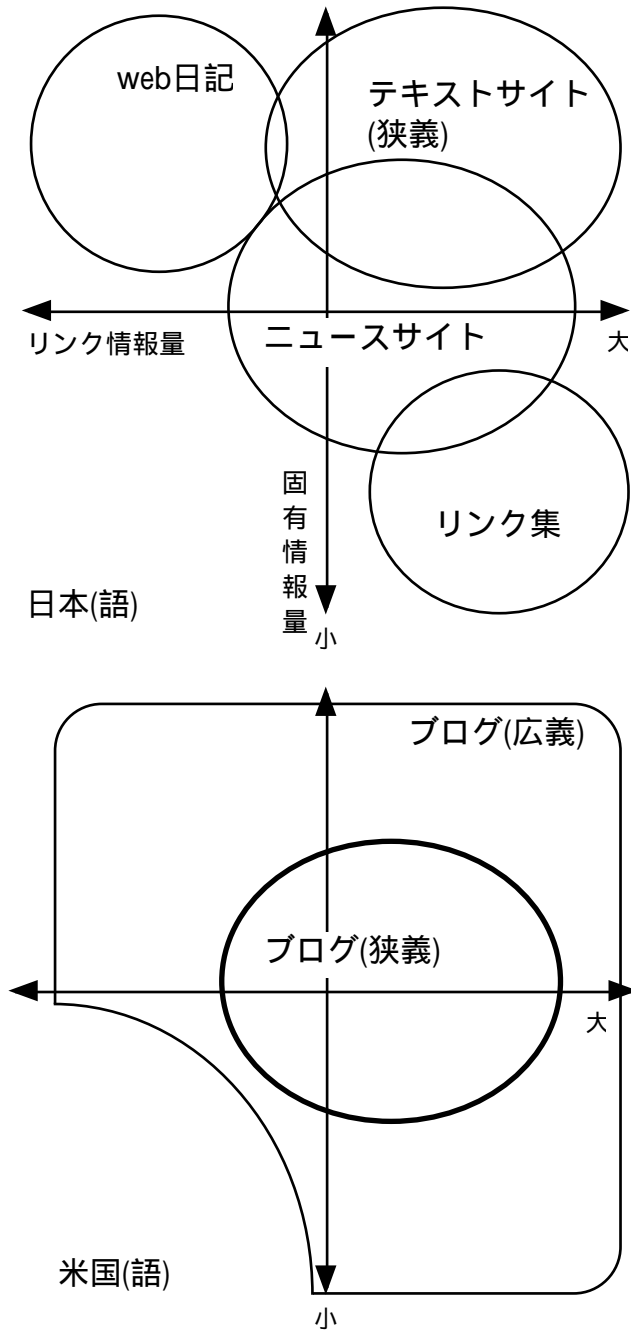 web日記
テキストサイト
(狭義)
リンク情報量
ニュースサイト
大
固有情報量
リンク集
日本(語)
小
ブログ(広義)
ブログ(狭義)
大
米国(語)
小